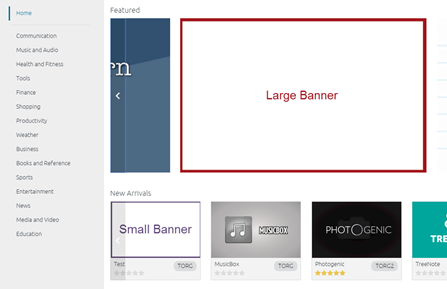 Home
Communication
Music and Audio
Health and Fitness
Tools
Finance
Shopping
Productivity
Weather
Business
Books and Reference
Sports
Entertainment
News
Media and Video
Education
Featured
rn
Large Banner
New Arrivals
Small Banner
MUSICBOX
PHOTOGENIC
TREE
Test TORG
MusicBox TORG
Photogenic TORG2
TreeNote